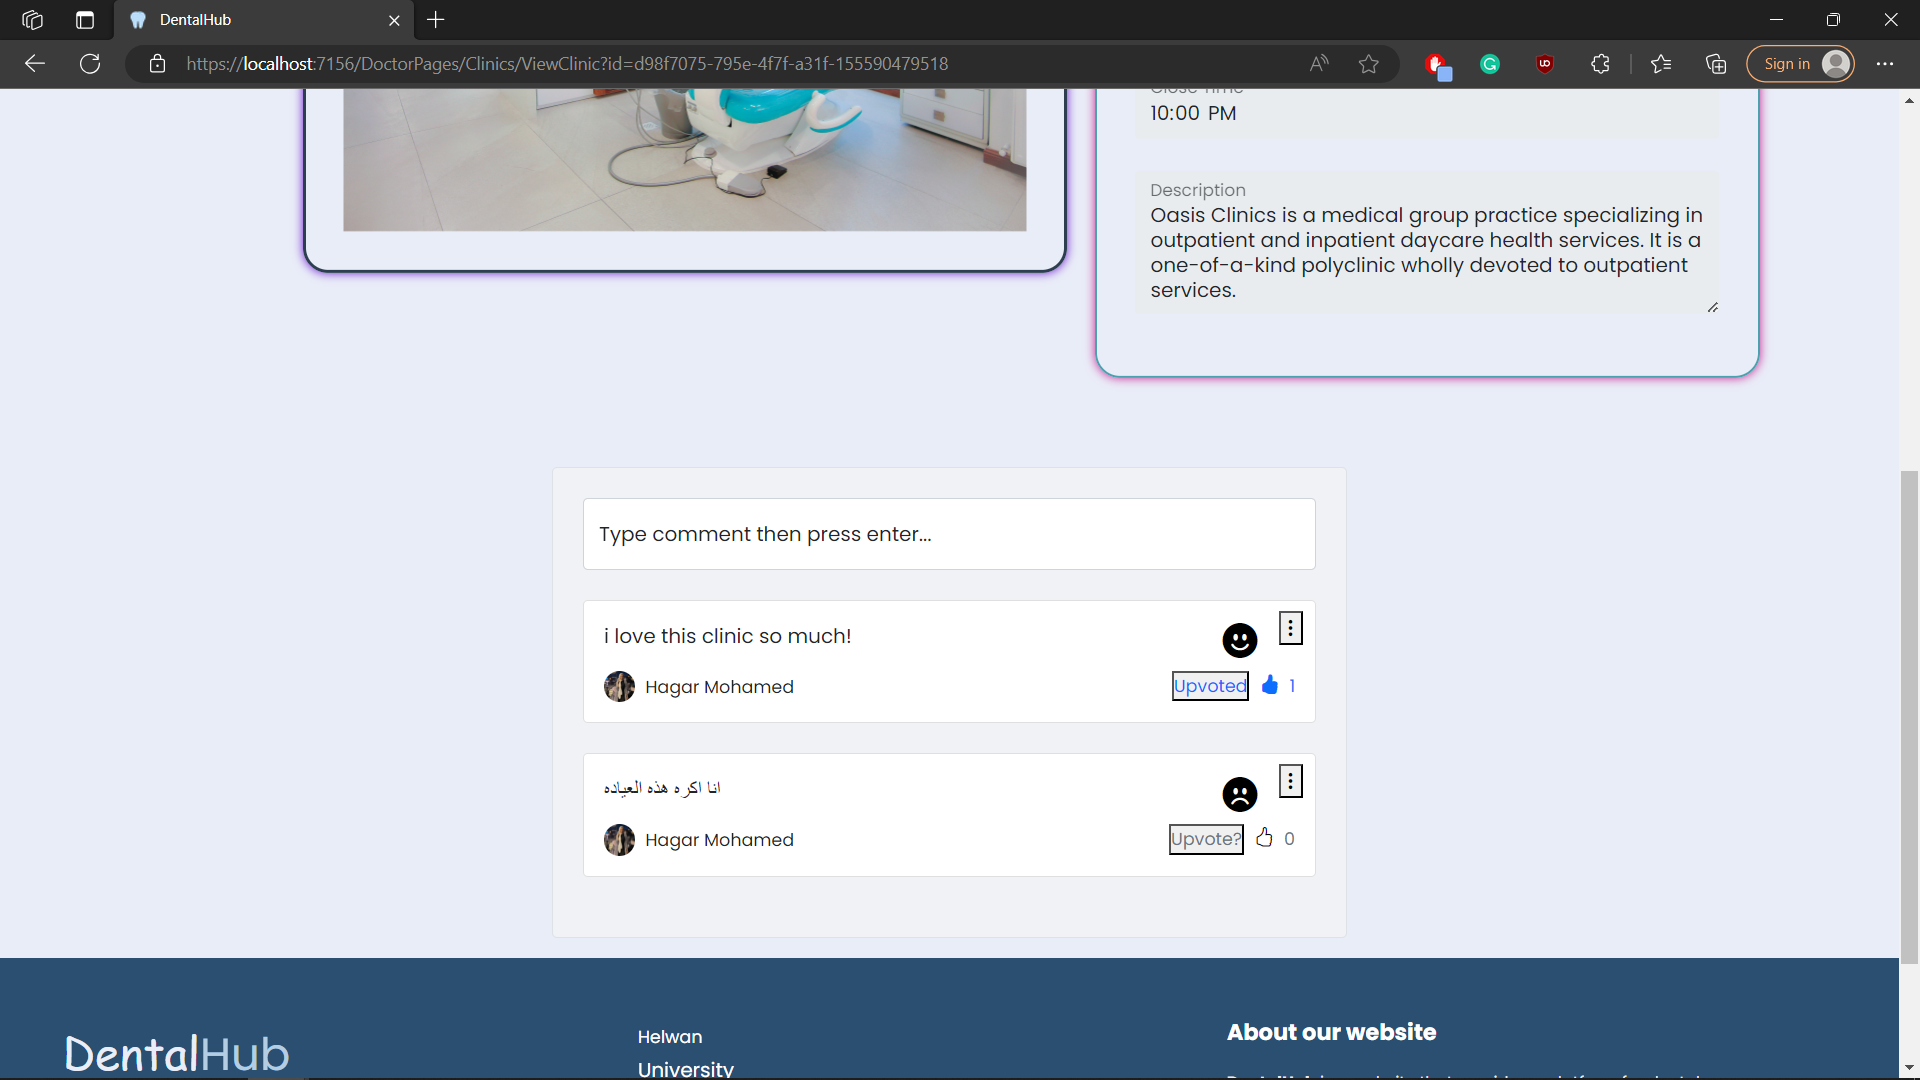 DentalHub
https://localhost:7156/DoctorPages/Clinics/ViewClinic?id=d98f7075-795e-4f7f-a31f-155590479518
Sign in
Close Time
10:00 PM
Description
Oasis Clinics is a medical group practice specializing in
outpatient and inpatient daycare health services. It is a
one-of-a-kind polyclinic wholly devoted to outpatient
services.
Type comment then press enter...
i love this clinic so much!
Hagar Mohamed
Upvoted 1
انا اكره هذه العياده
Hagar Mohamed
Upvote? 0
DentalHub
Helwan
University
About our website